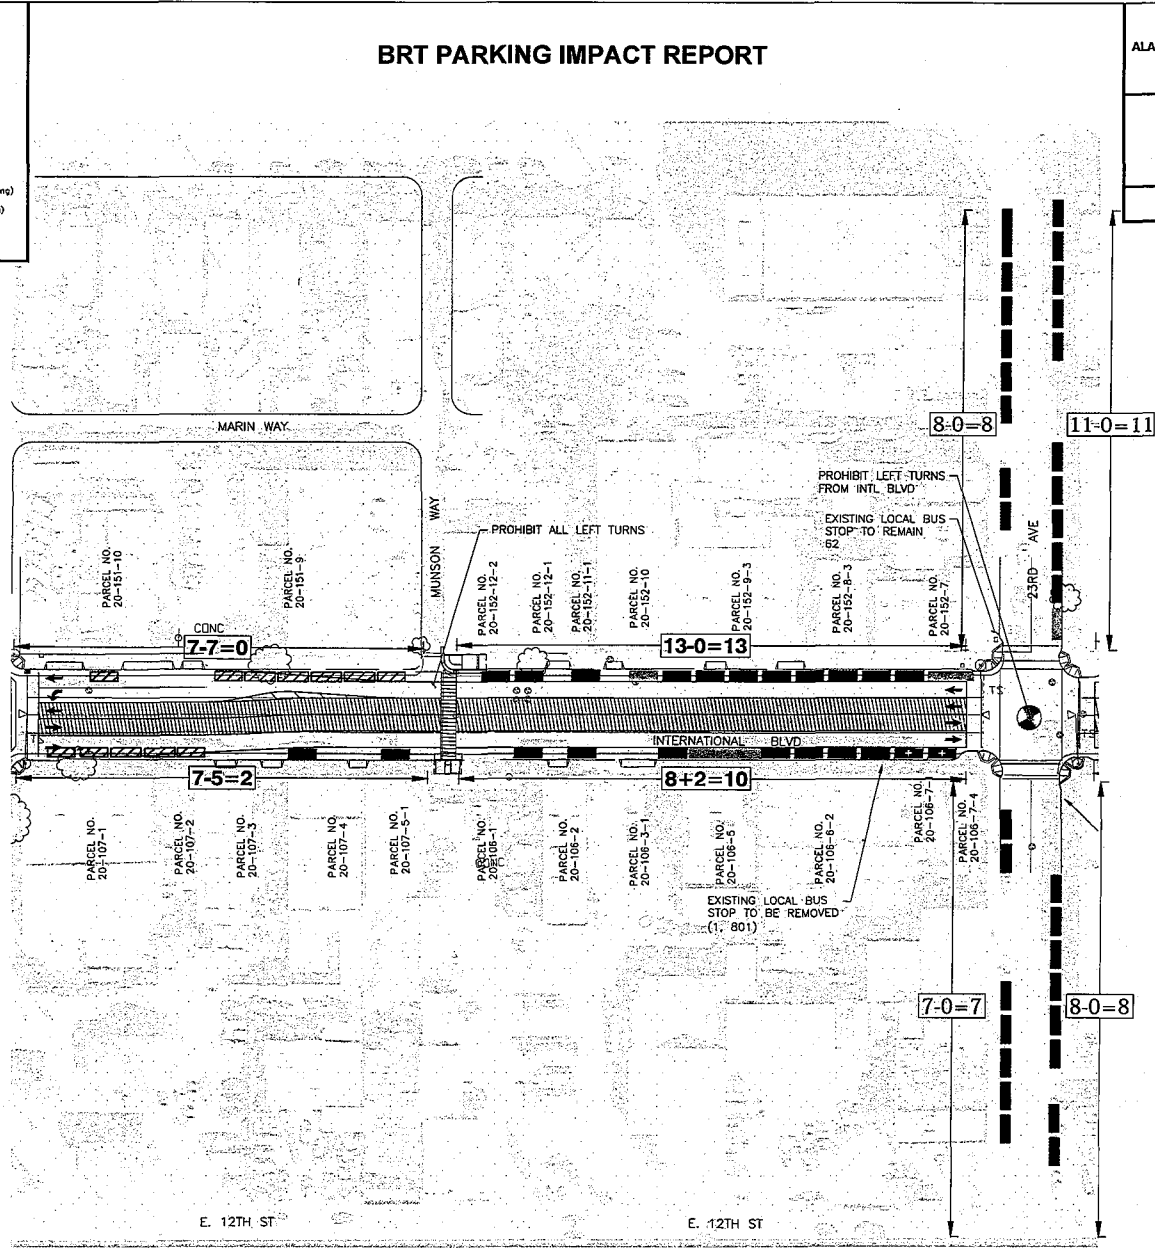 BRT PARKING IMPACT REPORT
ALA
ng)
8-0=8
11-0=11
MARIN WAY
PROHIBIT LEFT TURNS
FROM INTL BLVD
EXISTING LOCAL BUS
STOP TO REMAIN
62
23RD AVE
MUNSON WAY
PROHIBIT ALL LEFT TURNS
PARCEL NO.
20-151-10
PARCEL NO.
20-151-9
PARCEL NO.
20-152-12-2
PARCEL NO.
20-152-12-1
PARCEL NO.
20-152-11-1
PARCEL NO.
20-152-10
PARCEL NO.
20-152-9-3
PARCEL NO.
20-152-8-3
PARCEL NO.
20-152-7
CONC
7-7=0
13-0=13
TS
INTERNATIONAL BLVD
TS
7-5=2
8+2=10
PARCEL NO.
20-107-1
PARCEL NO.
20-107-2
PARCEL NO.
20-107-3
PARCEL NO.
20-107-4
PARCEL NO.
20-107-5-1
PARCEL NO.
20-106-1
CONC
PARCEL NO.
20-106-2
PARCEL NO.
20-106-3-1
PARCEL NO.
20-106-5
PARCEL NO.
20-106-6-2
PARCEL NO.
20-106-7-
PARCEL NO.
20-106-7-4
EXISTING LOCAL BUS
STOP TO BE REMOVED
(1, 801)
7-0=7
8-0=8
E. 12TH ST
E. 12TH ST